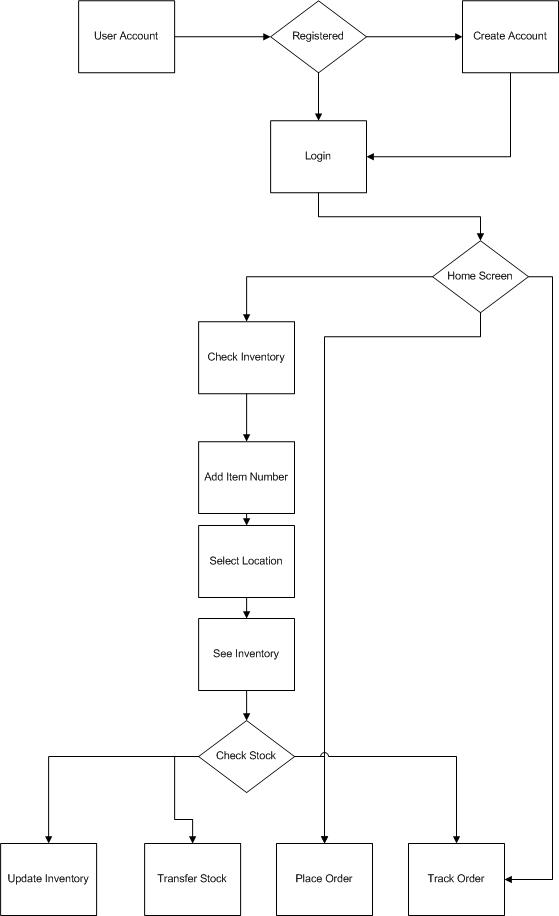 User Account
Registered
Create Account
Login
Home Screen
Check Inventory
Add Item Number
Select Location
See Inventory
Check Stock
Update Inventory
Transfer Stock
Place Order
Track Order